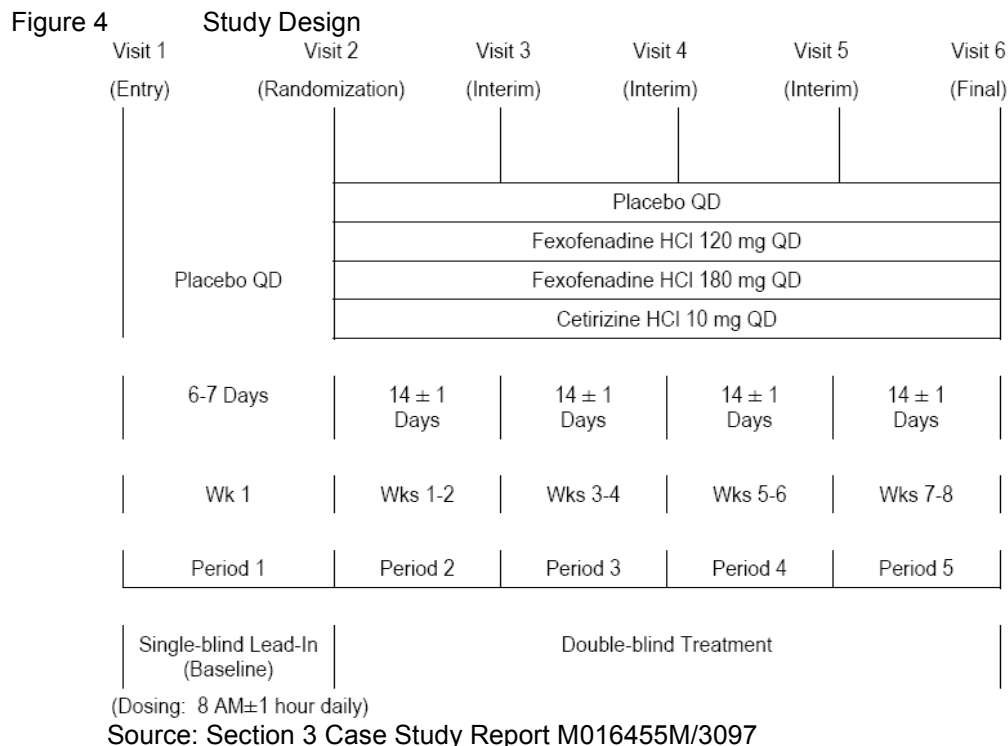 Figure 4 Study Design
Visit 1 Visit 2 Visit 3 Visit 4 Visit 5 Visit 6
(Entry) (Randomization) (Interim) (Interim) (Interim) (Final)
Placebo QD
Fexofenadine HCl 120 mg QD
Placebo QD Fexofenadine HCl 180 mg QD
Cetirizine HCl 10 mg QD
6-7 Days 14 ± 1 14 ± 1 14 ± 1 14 ± 1
Days Days Days Days
Wk 1 Wks 1-2 Wks 3-4 Wks 5-6 Wks 7-8
Period 1 Period 2 Period 3 Period 4 Period 5
Single-blind Lead-In Double-blind Treatment
(Baseline)
(Dosing: 8 AM±1 hour daily)
Source: Section 3 Case Study Report M016455M/3097